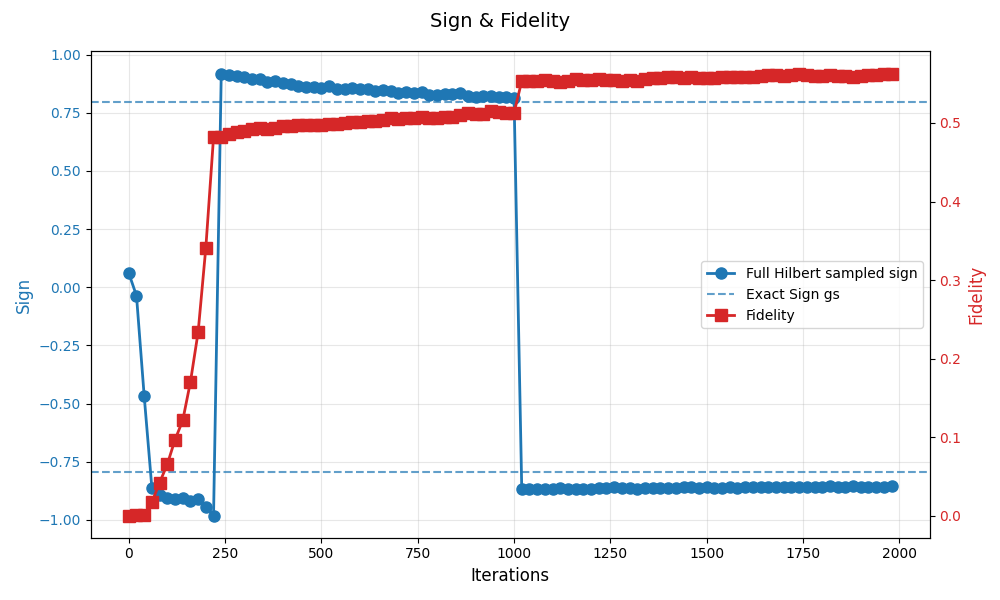 Sign & Fidelity
1.00
0.75
0.50
0.25
0.00
−0.25
−0.50
−0.75
−1.00
Sign
0.5
0.4
0.3
0.2
0.1
0.0
Fidelity
Full Hilbert sampled sign
Exact Sign gs
Fidelity
0 250 500 750 1000 1250 1500 1750 2000
Iterations